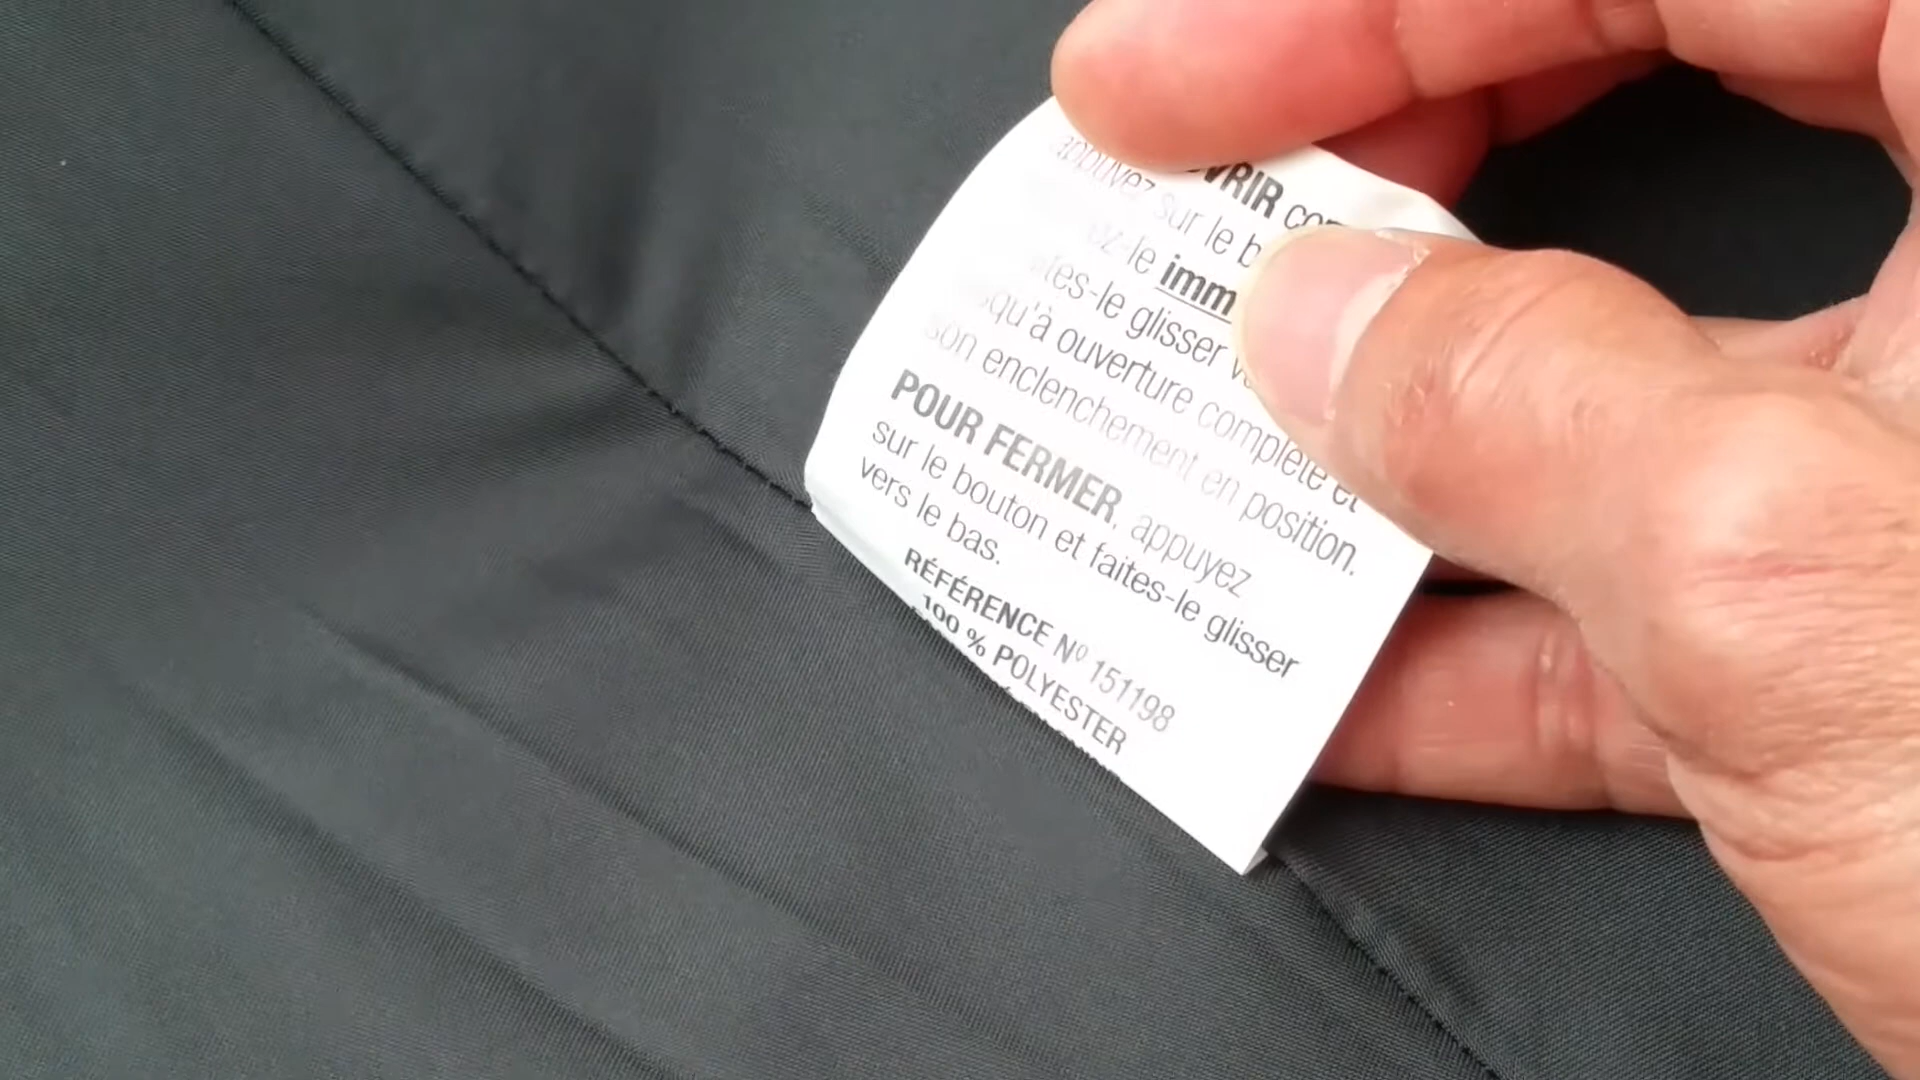 appuyez sur le
-le imm
glisser
qu'à ouverture complète et
son enclenchement en position.
POUR FERMER, appuyez
sur le bouton et faites-le glisser
vers le bas.
RÉFÉRENCE Nº 151198
100 % POLYESTER